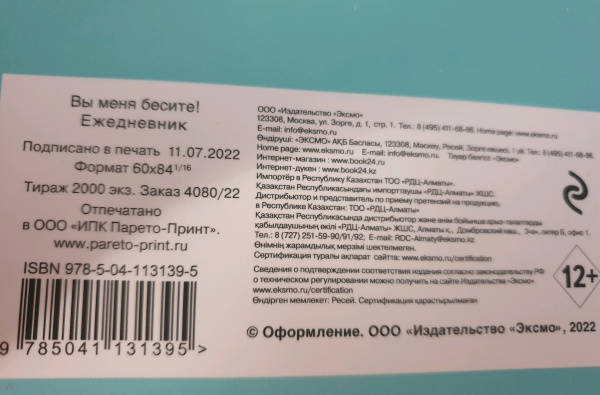 Вы меня бесите!
Ежедневник
Подписано в печать 11.07.2022
Формат 60x84 1/16
Тираж 2000 экз. Заказ 4080/22
Отпечатано
в ООО «ИПК Парето-Принт».
www.pareto-print.ru
ISBN 978-5-04-113139-5
9 785041 131395 >
ООО «Издательство «Эксмо»
123308, Москва, ул. Зорге, д. 1, стр. 1. Тел.: 8 (495) 411-68-86. Home page: www.eksmo.ru
E-mail: info@eksmo.ru
Өндіруші: «ЭКСМО» АҚБ Баспасы, 123308, Мәскеу, Ресей, Зорге көшесі, 1 үй. Тел.: 8 (495) 411-68-86.
Home page: www.eksmo.ru E-mail: info@eksmo.ru. Тауар белгісі: «Эксмо»
Интернет-магазин : www.book24.ru
Интернет-дүкен : www.book24.kz
Импортёр в Республику Казахстан ТОО «РДЦ-Алматы».
Қазақстан Республикасындағы импорттаушы «РДЦ-Алматы» ЖШС.
Дистрибьютор и представитель по приему претензий на продукцию,
в Республике Казахстан: ТОО «РДЦ-Алматы»
Қазақстан Республикасында дистрибьютор және өнім бойынша арыз-талаптарды
қабылдаушының өкілі «РДЦ-Алматы» ЖШС, Алматы қ., Домбровский көш., 3«а», литер Б, офис 1.
Тел.: 8 (727) 251-59-90/91/92; E-mail: RDC-Almaty@eksmo.kz
Өнімнің жарамдылық мерзімі шектелмеген.
Сертификация туралы ақпарат сайтта: www.eksmo.ru/certification
Сведения о подтверждении соответствия издания согласно законодательству РФ
о техническом регулировании можно получить на сайте Издательства «Эксмо»
www.eksmo.ru/certification
Өндірген мемлекет: Ресей. Сертификация қарастырылмаған
12+
© Оформление. ООО «Издательство «Эксмо», 2022